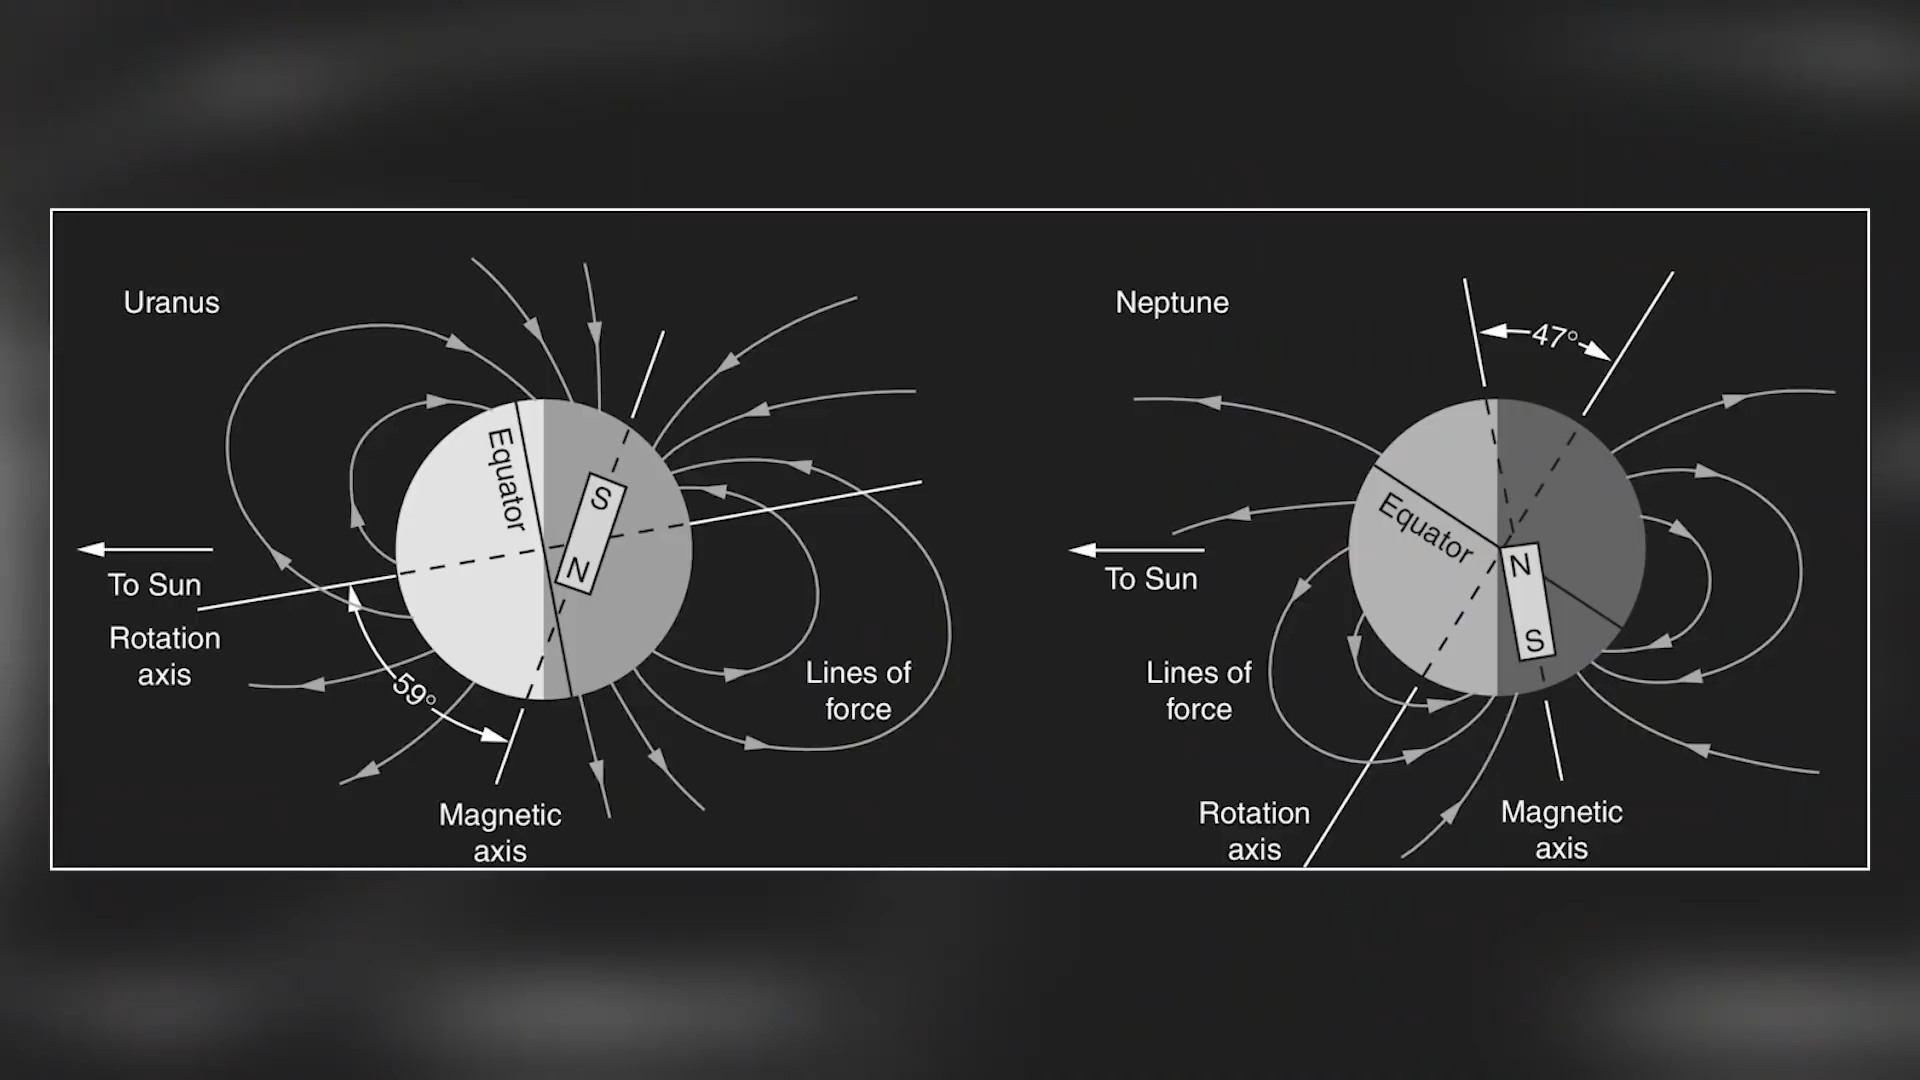 Uranus
Equator
S
N
To Sun
Rotation
axis
59°
Lines of
force
Magnetic
axis
Neptune
47°
Equator
N
S
To Sun
Lines of
force
Rotation
axis
Magnetic
axis